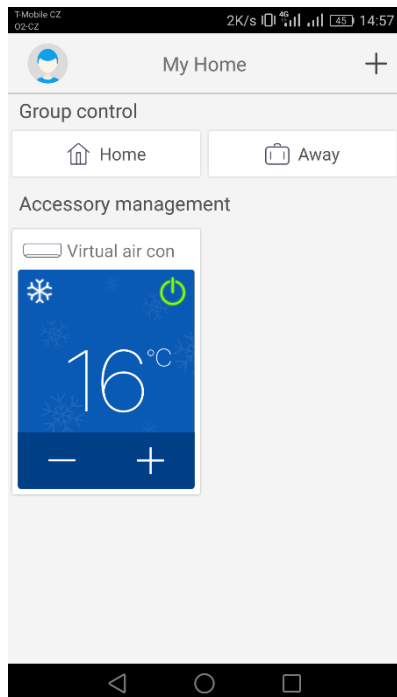 T-Mobile CZ
O2-CZ
2K/s 4G 45 14:57
My Home
Group control
Home
Away
Accessory management
Virtual air con
16°C